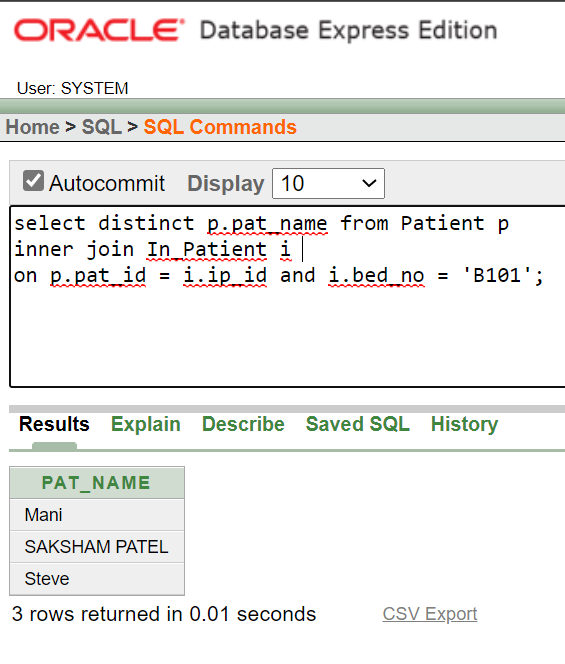 ORACLE Database Express Edition
User: SYSTEM
Home > SQL > SQL Commands
Autocommit Display 10
select distinct p.pat_name from Patient p
inner join In_Patient i
on p.pat_id = i.ip_id and i.bed_no = 'B101';
Results Explain Describe Saved SQL History
PAT_NAME
Mani
SAKSHAM PATEL
Steve
3 rows returned in 0.01 seconds CSV Export